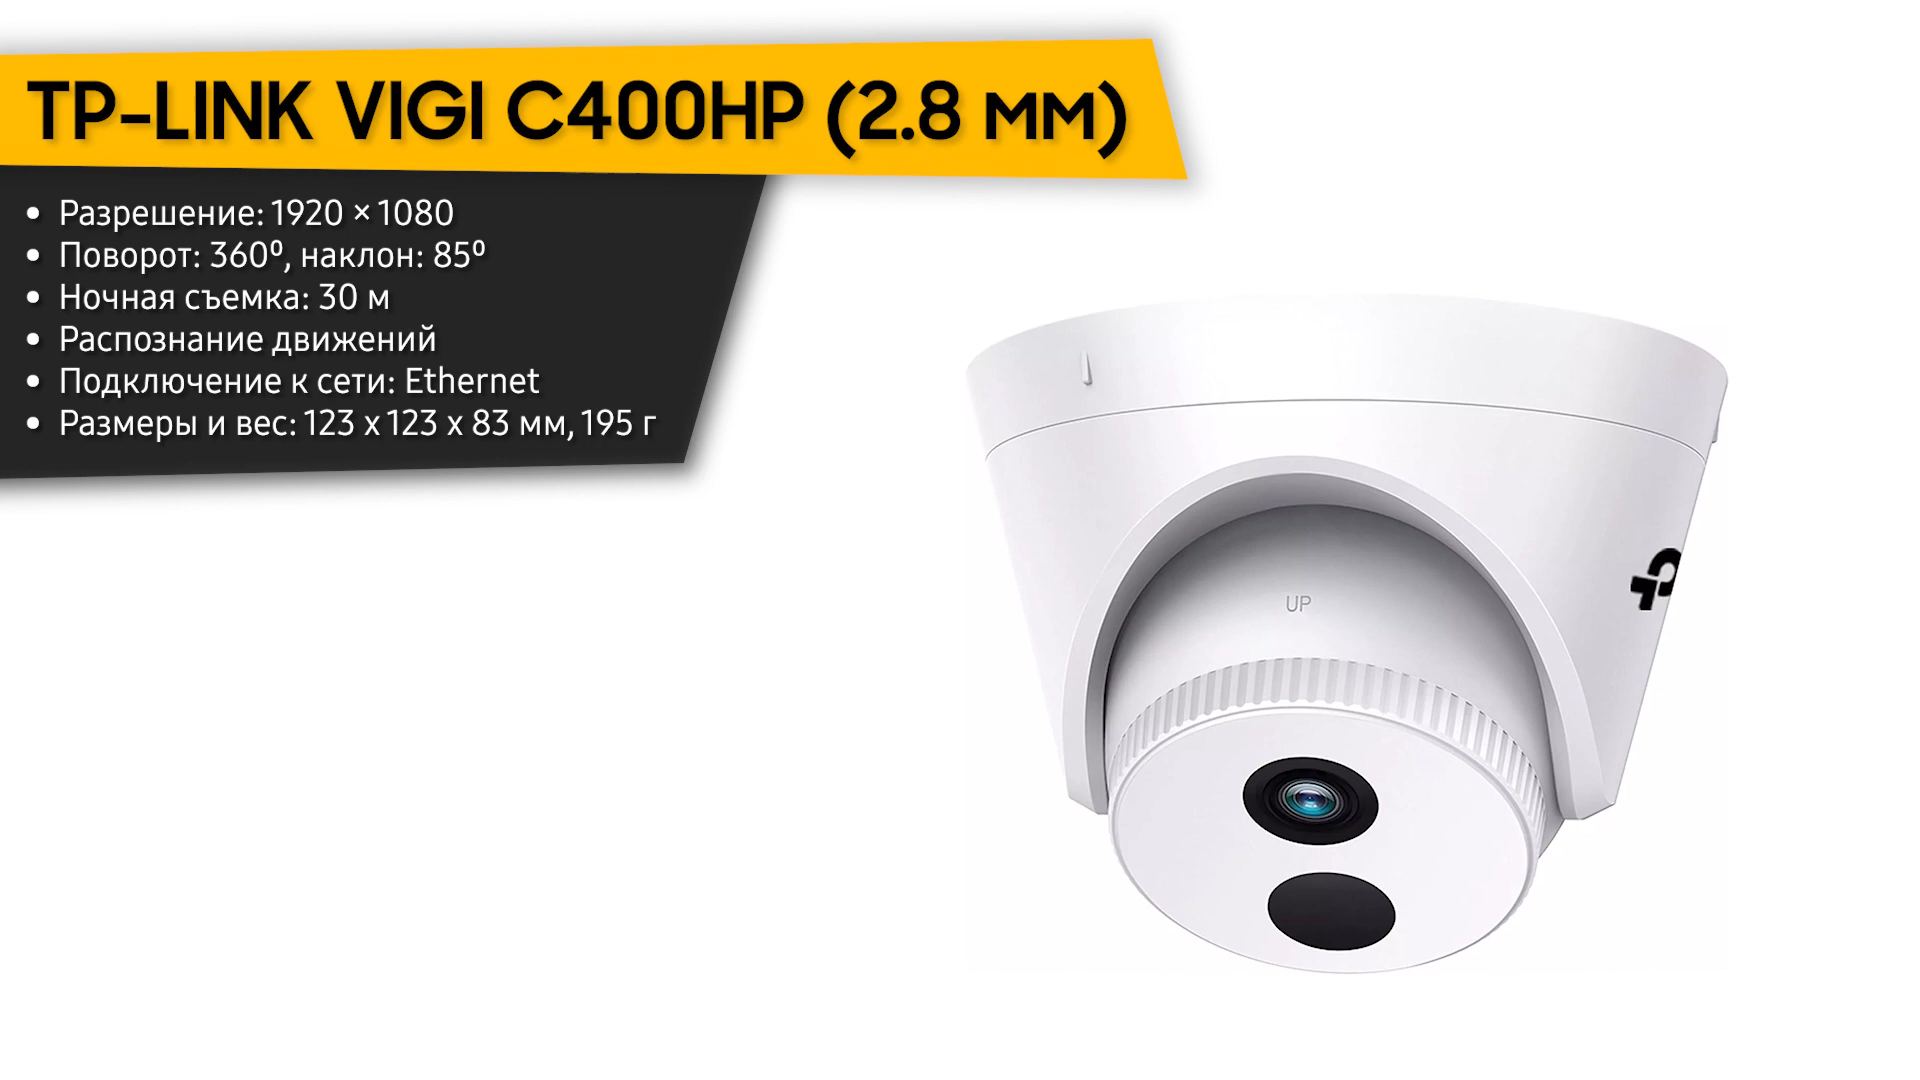 TP-LINK VIGI C400HP (2.8 мм)
• Разрешение: 1920 × 1080
• Поворот: 360⁰, наклон: 85⁰
• Ночная съемка: 30 м
• Распознание движений
• Подключение к сети: Ethernet
• Размеры и вес: 123 x 123 x 83 мм, 195 г
UP